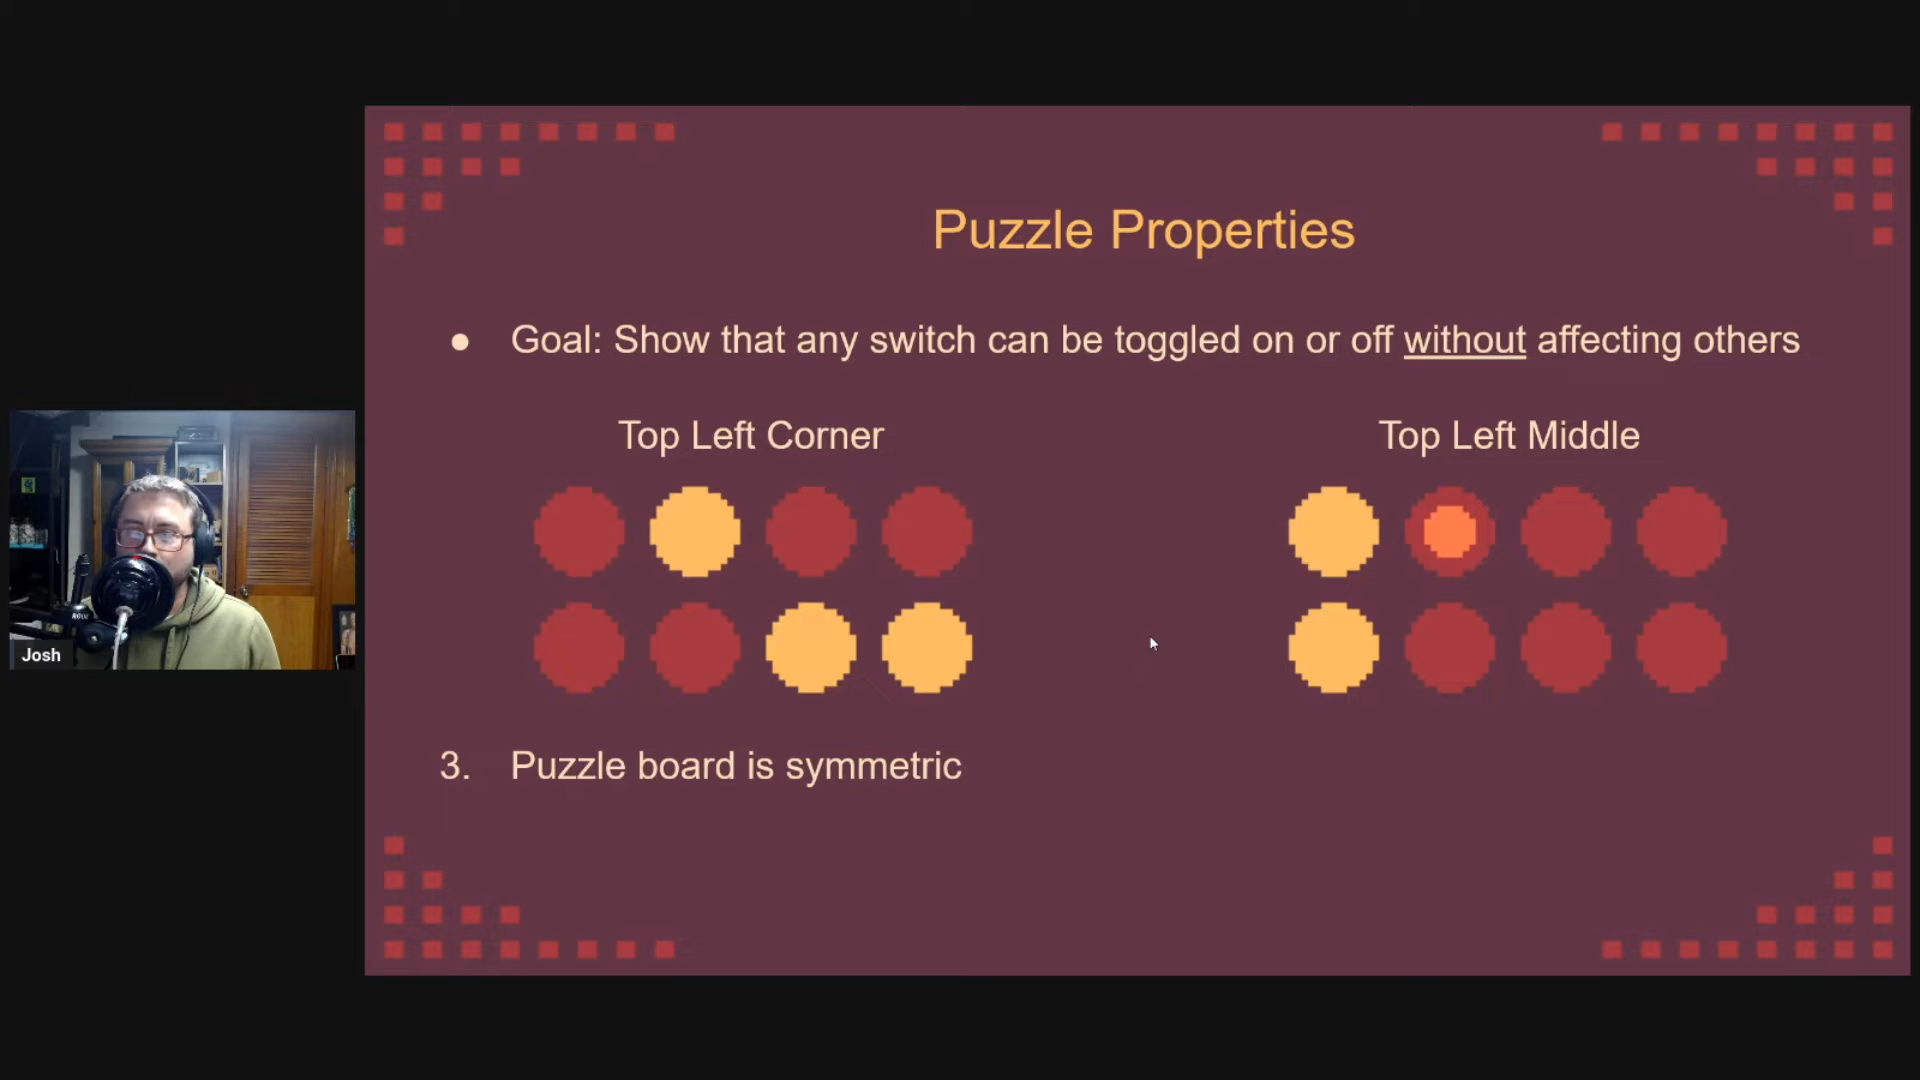 Puzzle Properties
● Goal: Show that any switch can be toggled on or off without affecting others
Top Left Corner
Top Left Middle
Josh
3. Puzzle board is symmetric